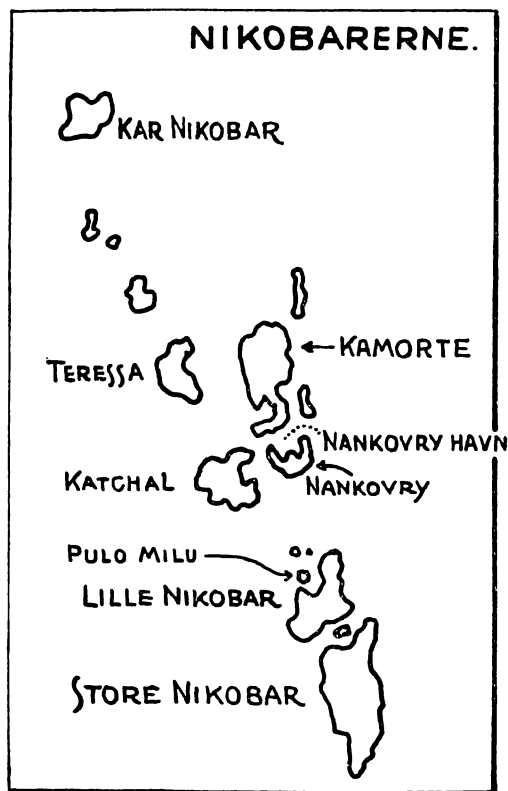 NIKOBARERNE.
KAR NIKOBAR
KAMORTE
TERESSA
NANKOVRY HAVN
KATCHAL
NANKOVRY
PULO MILU
LILLE NIKOBAR
STORE NIKOBAR